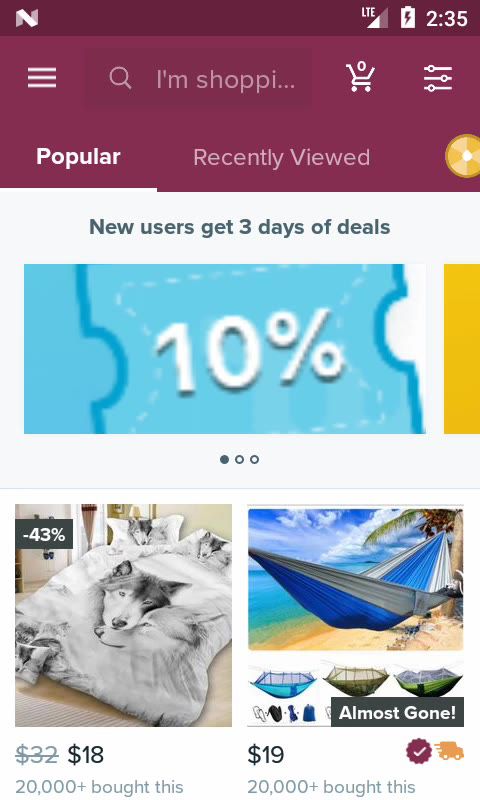 LTE 2:35
I'm shoppi... 0
Popular Recently Viewed
New users get 3 days of deals
10%
-43%
Almost Gone!
$32 $18 $19
20,000+ bought this 20,000+ bought this